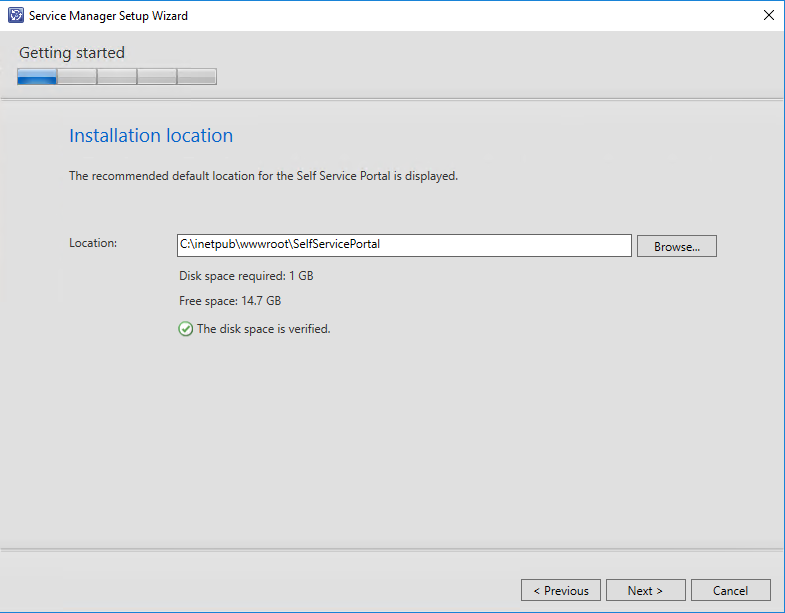 Service Manager Setup Wizard
Getting started
Installation location
The recommended default location for the Self Service Portal is displayed.
Location: C:\inetpub\wwwroot\SelfServicePortal Browse...
Disk space required: 1 GB
Free space: 14.7 GB
The disk space is verified.
< Previous Next > Cancel